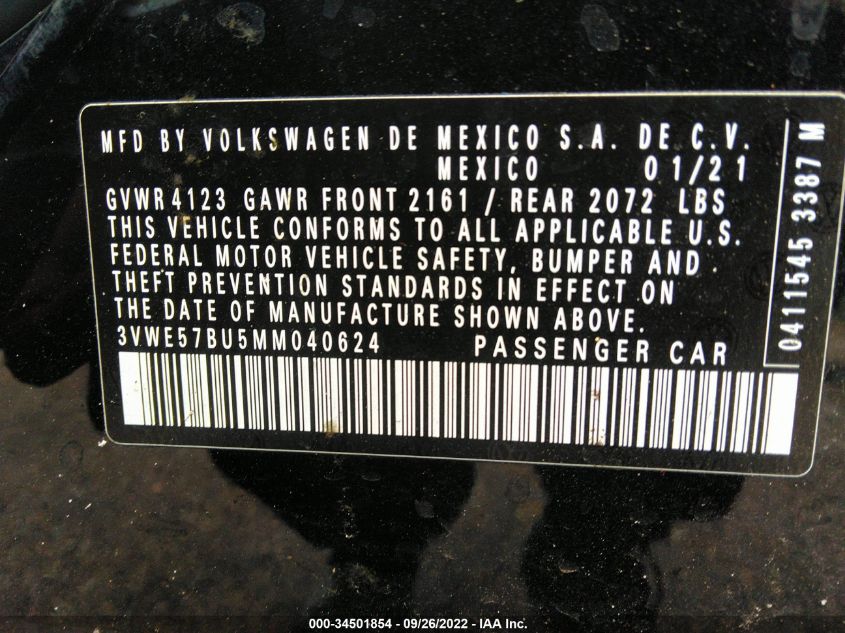 MFD BY VOLKSWAGEN DE MEXICO S.A. DE C.V.
MEXICO 01/21
GVWR 4123 GAWR FRONT 2161 / REAR 2072 LBS
THIS VEHICLE CONFORMS TO ALL APPLICABLE U.S.
FEDERAL MOTOR VEHICLE SAFETY, BUMPER AND
THEFT PREVENTION STANDARDS IN EFFECT ON
THE DATE OF MANUFACTURE SHOWN ABOVE.
3VWE57BU5MM040624 PASSENGER CAR
0411545 3387 M
000-34501854 - 09/26/2022 - IAA Inc.